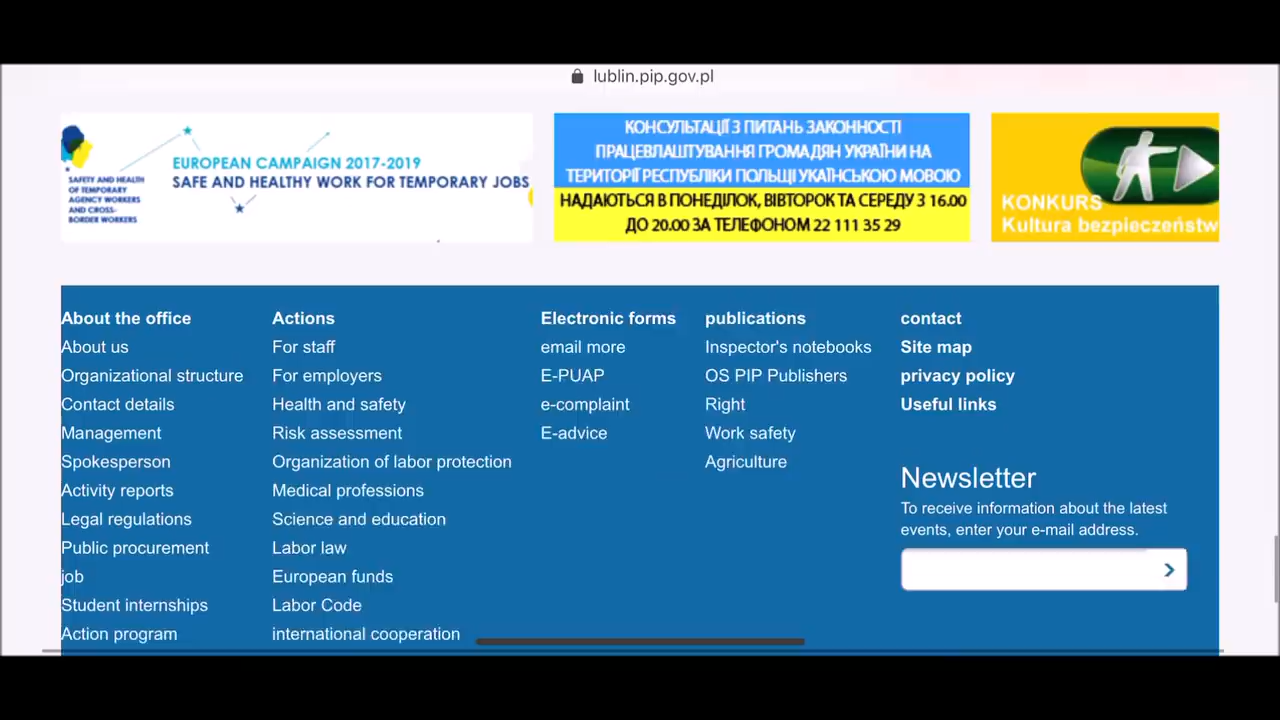 lublin.pip.gov.pl
SAFETY AND HEALTH
OF TEMPORARY
AGENCY WORKERS
AND CROSS-
BORDER WORKERS
EUROPEAN CAMPAIGN 2017-2019
SAFE AND HEALTHY WORK FOR TEMPORARY JOBS
КОНСУЛЬТАЦІЇ З ПИТАНЬ ЗАКОННОСТІ
ПРАЦЕВЛАШТУВАННЯ ГРОМАДЯН УКРАЇНИ НА
ТЕРИТОРІЇ РЕСПУБЛІКИ ПОЛЬЩІ УКАЇНСЬКОЮ МОВОЮ
НАДАЮТЬСЯ В ПОНЕДІЛОК, ВІВТОРОК ТА СЕРЕДУ З 16.00
ДО 20.00 ЗА ТЕЛЕФОНОМ 22 111 35 29
KONKURS
Kultura bezpieczeństw
About the office
About us
Organizational structure
Contact details
Management
Spokesperson
Activity reports
Legal regulations
Public procurement
job
Student internships
Action program
Actions
For staff
For employers
Health and safety
Risk assessment
Organization of labor protection
Medical professions
Science and education
Labor law
European funds
Labor Code
international cooperation
Electronic forms
email more
E-PUAP
e-complaint
E-advice
publications
Inspector's notebooks
OS PIP Publishers
Right
Work safety
Agriculture
contact
Site map
privacy policy
Useful links
Newsletter
To receive information about the latest
events, enter your e-mail address.